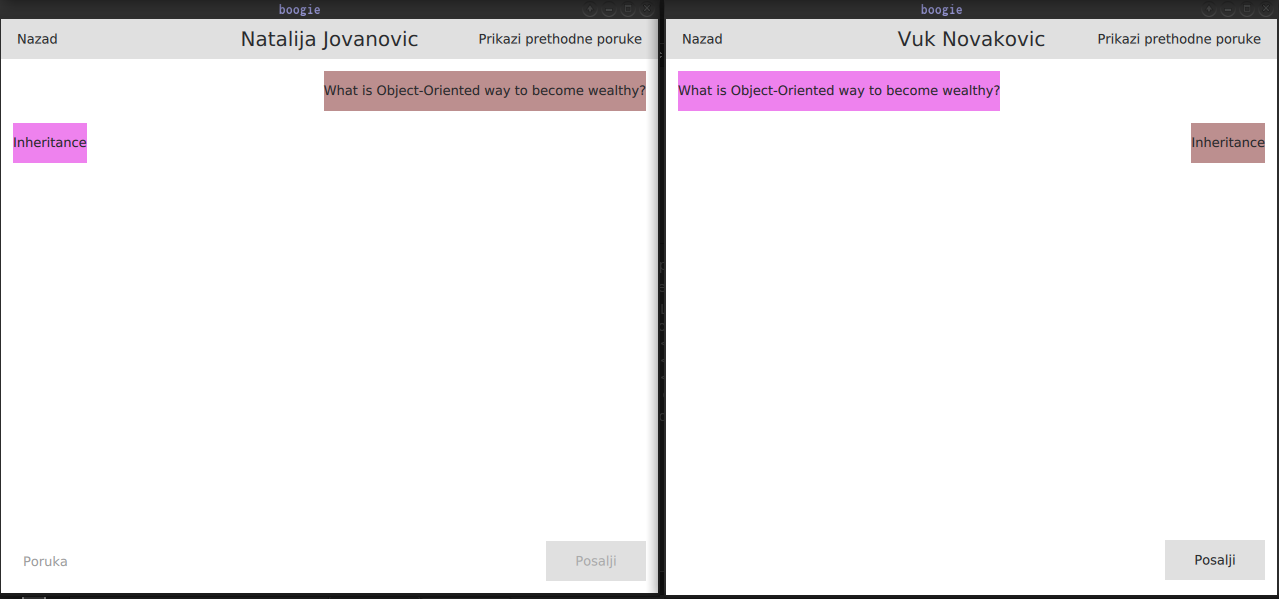 boogie
Nazad Natalija Jovanovic Prikazi prethodne poruke
What is Object-Oriented way to become wealthy?
Inheritance
Poruka Posalji
boogie
Nazad Vuk Novakovic Prikazi prethodne poruke
What is Object-Oriented way to become wealthy?
Inheritance
Posalji